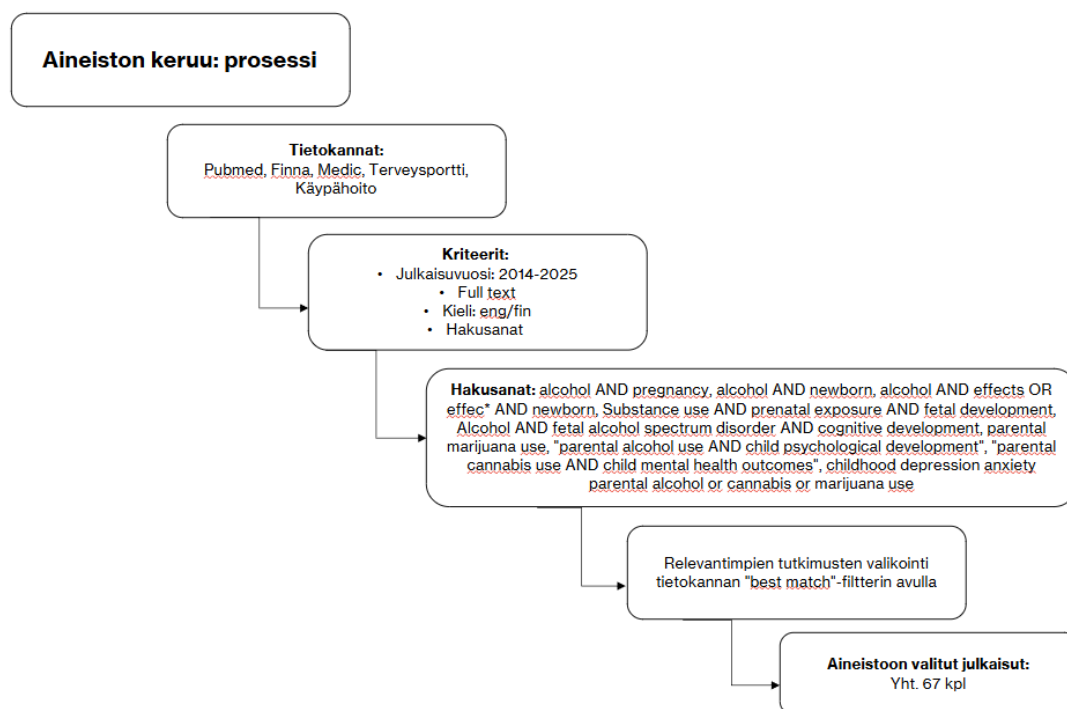 Aineiston keruu: prosessi
Tietokannat:
Pubmed, Finna, Medic, Terveysportti,
Käypähoito
Kriteerit:
• Julkaisuvuosi: 2014-2025
• Full text
• Kieli: eng/fin
• Hakusanat
Hakusanat: alcohol AND pregnancy, alcohol AND newborn, alcohol AND effects OR
effec* AND newborn, Substance use AND prenatal exposure AND fetal development,
Alcohol AND fetal alcohol spectrum disorder AND cognitive development, parental
marijuana use, "parental alcohol use AND child psychological development", "parental
cannabis use AND child mental health outcomes", childhood depression anxiety
parental alcohol or cannabis or marijuana use
Relevantimpien tutkimusten valikointi
tietokannan "best match"-filtterin avulla
Aineistoon valitut julkaisut:
Yht. 67 kpl